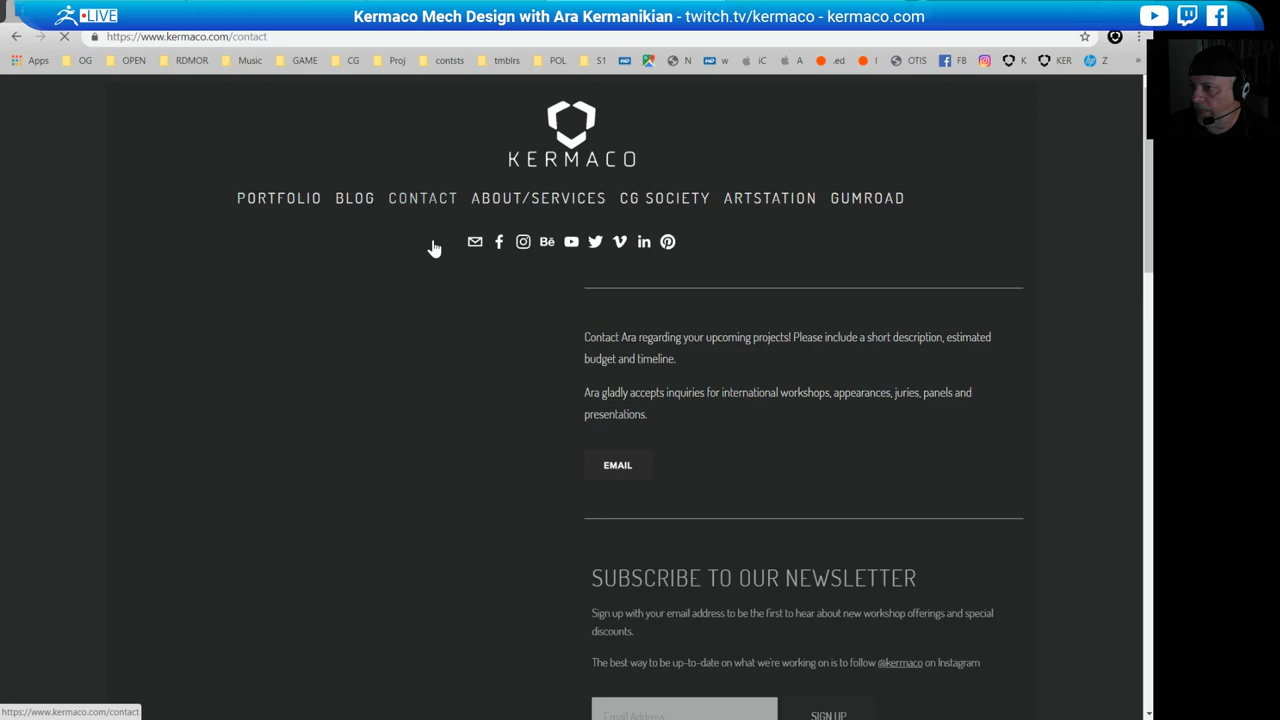 LIVE
Kermaco Mech Design with Ara Kermanikian - twitch.tv/kermaco - kermaco.com
https://www.kermaco.com/contact
Apps OG OPEN RDMOR Music GAME CG Proj contsts tmblrs POL S1 N w iC A .ed I OTIS FB K KER Z »
KERMACO
PORTFOLIO BLOG CONTACT ABOUT/SERVICES CG SOCIETY ARTSTATION GUMROAD
Bē
Contact Ara regarding your upcoming projects! Please include a short description, estimated
budget and timeline.
Ara gladly accepts inquiries for international workshops, appearances, juries, panels and
presentations.
EMAIL
SUBSCRIBE TO OUR NEWSLETTER
Sign up with your email address to be the first to hear about new workshop offerings and special
discounts.
The best way to be up-to-date on what we're working on is to follow @kermaco on Instagram
Email Address SIGN UP
https://www.kermaco.com/contact